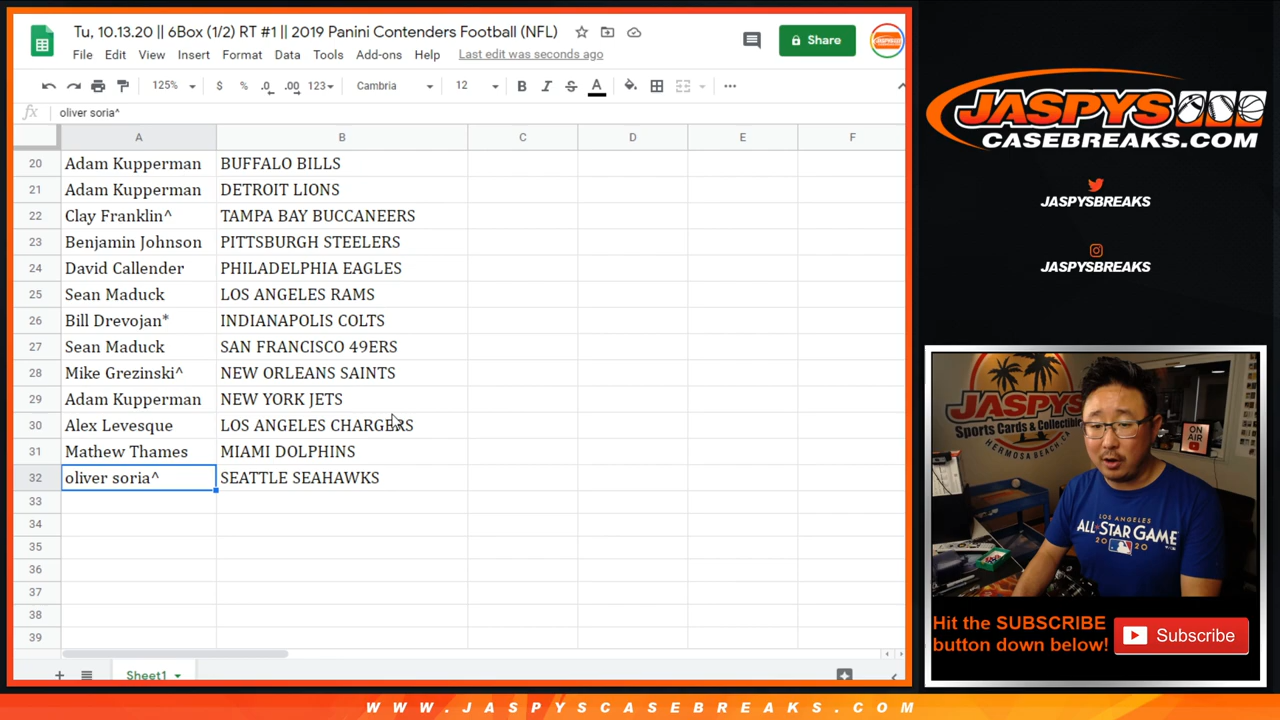 Tu, 10.13.20 || 6Box (1/2) RT #1 || 2019 Panini Contenders Football (NFL)
File Edit View Insert Format Data Tools Add-ons Help Last edit was seconds ago
Share
125% $ % .0 .00 123 Cambria 12 B I S A
fx oliver soria^
A B C D E F
20 Adam Kupperman BUFFALO BILLS
21 Adam Kupperman DETROIT LIONS
22 Clay Franklin^ TAMPA BAY BUCCANEERS
23 Benjamin Johnson PITTSBURGH STEELERS
24 David Callender PHILADELPHIA EAGLES
25 Sean Maduck LOS ANGELES RAMS
26 Bill Drevojan* INDIANAPOLIS COLTS
27 Sean Maduck SAN FRANCISCO 49ERS
28 Mike Grezinski^ NEW ORLEANS SAINTS
29 Adam Kupperman NEW YORK JETS
30 Alex Levesque LOS ANGELES CHARGERS
31 Mathew Thames MIAMI DOLPHINS
32 oliver soria^ SEATTLE SEAHAWKS
33
34
35
36
37
38
39
Sheet1
JASPYS
CASEBREAKS.COM
JASPYSBREAKS
JASPYSBREAKS
JASPYS
Sports Cards & Collectibles
HERMOSA BEACH, CA
ON AIR
LOS ANGELES
ALL STAR GAME
2020
Hit the SUBSCRIBE
button down below!
Subscribe
WWW.JASPYSCASEBREAKS.COM